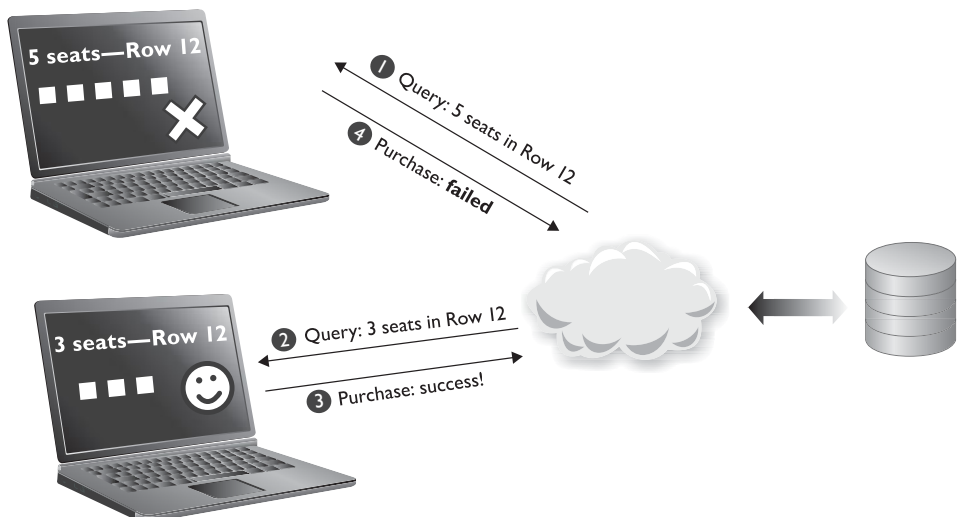 5 seats—Row 12
1 Query: 5 seats in Row 12
4 Purchase: failed
3 seats—Row 12
2 Query: 3 seats in Row 12
3 Purchase: success!